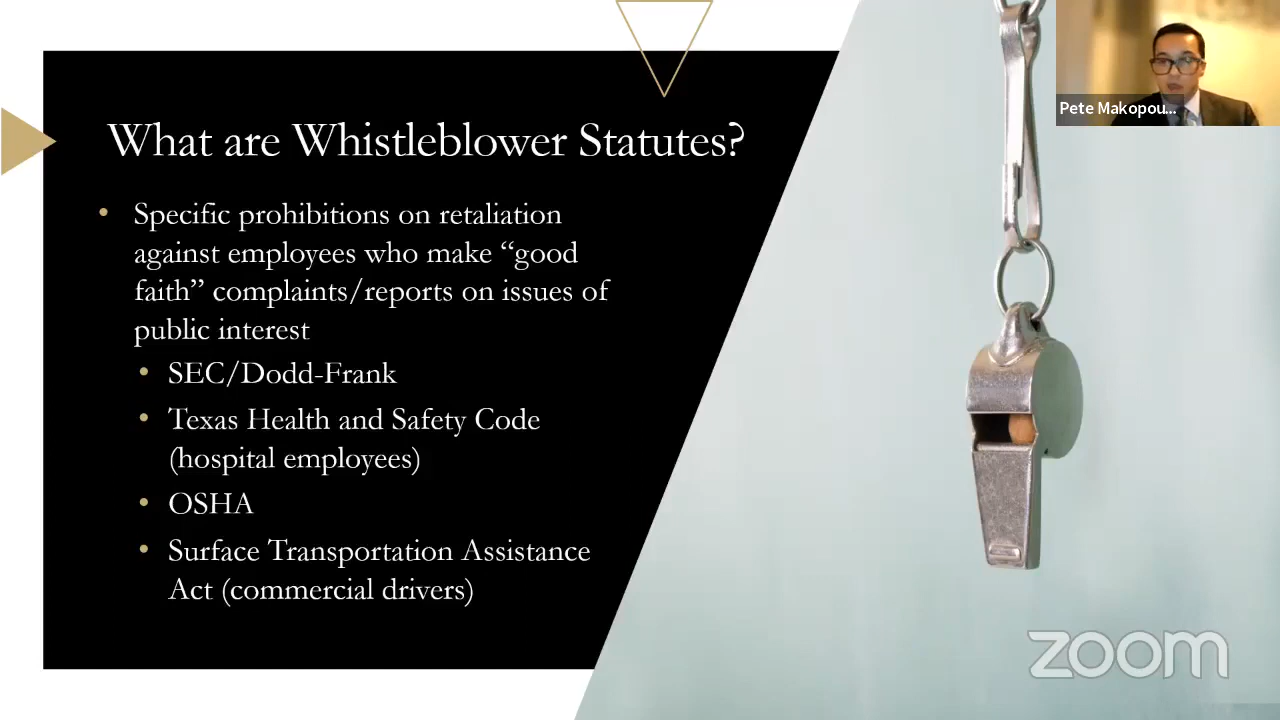 What are Whistleblower Statutes?
• Specific prohibitions on retaliation
against employees who make “good
faith” complaints/reports on issues of
public interest
• SEC/Dodd-Frank
• Texas Health and Safety Code
(hospital employees)
• OSHA
• Surface Transportation Assistance
Act (commercial drivers)
Pete Makopou...
zoom